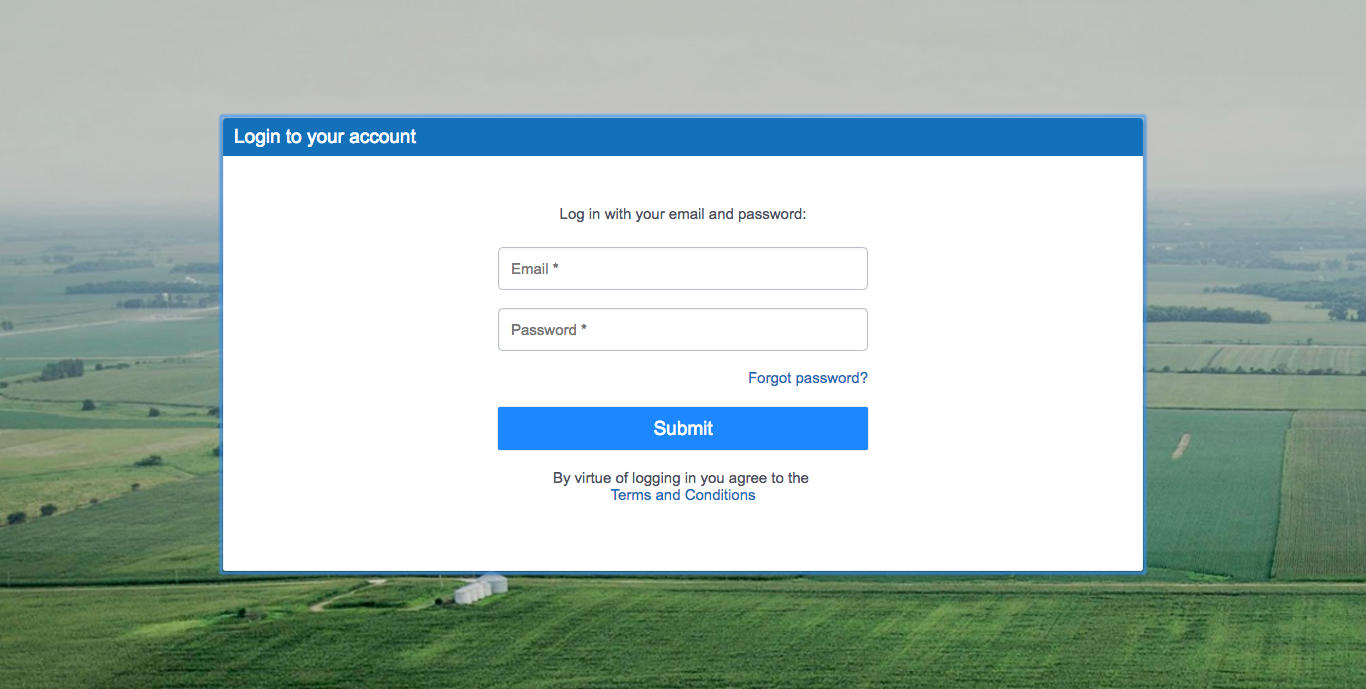 Login to your account
Log in with your email and password:
Email *
Password *
Forgot password?
Submit
By virtue of logging in you agree to the
Terms and Conditions